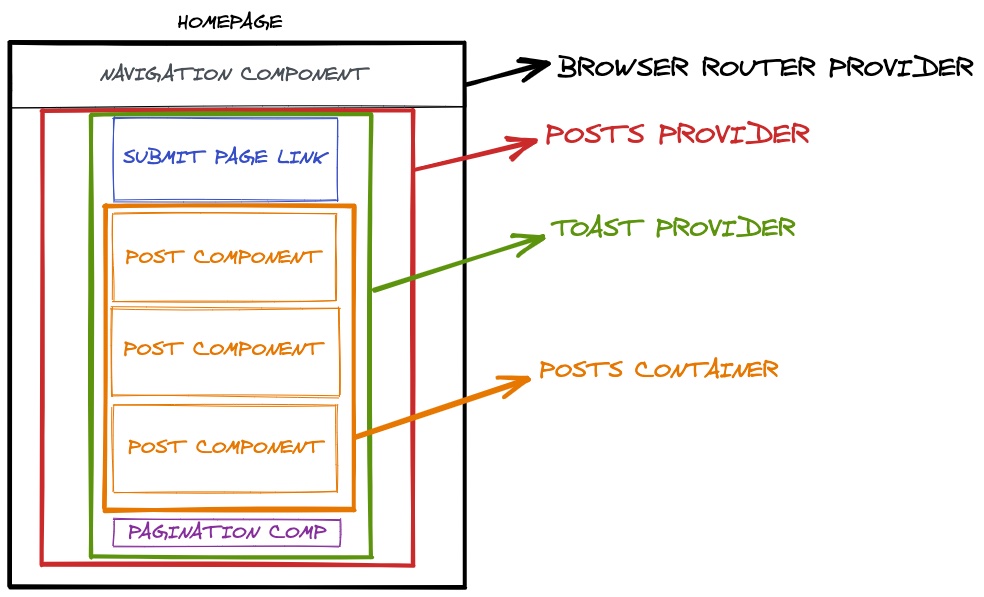 HOMEPAGE
NAVIGATION COMPONENT
BROWSER ROUTER PROVIDER
POSTS PROVIDER
SUBMIT PAGE LINK
TOAST PROVIDER
POST COMPONENT
POST COMPONENT
POSTS CONTAINER
POST COMPONENT
PAGINATION COMP